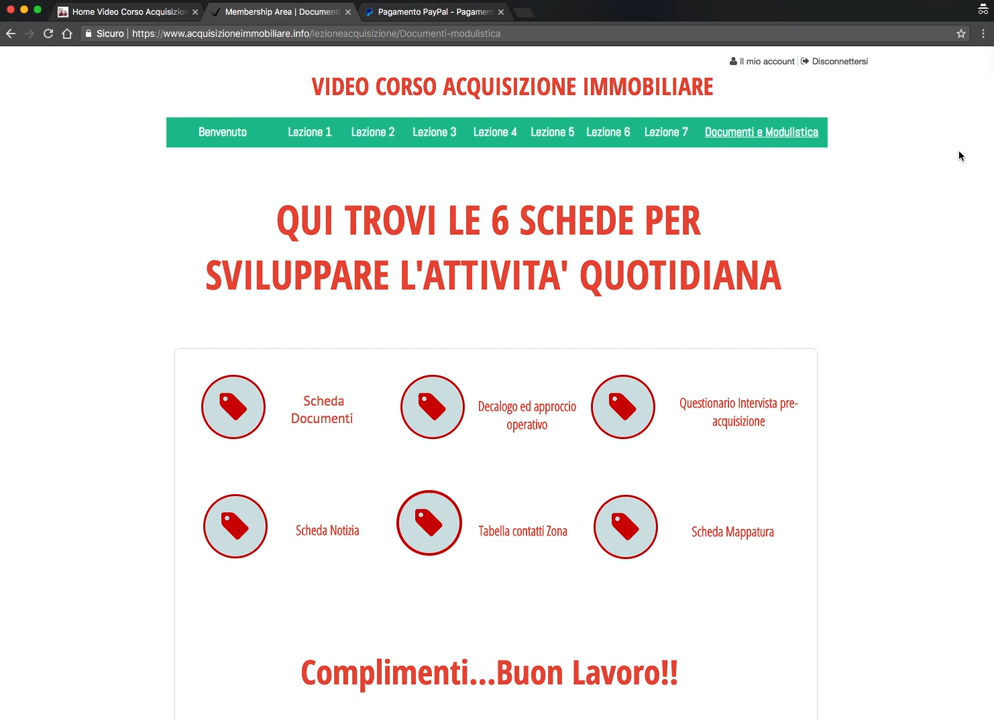 Home Video Corso Acquisizion
Membership Area | Documenti
Pagamento PayPal - Pagament
Sicuro | https://www.acquisizioneimmobiliare.info/lezioneacquisizione/Documenti-modulistica
Il mio account Disconnettersi
VIDEO CORSO ACQUISIZIONE IMMOBILIARE
Benvenuto Lezione 1 Lezione 2 Lezione 3 Lezione 4 Lezione 5 Lezione 6 Lezione 7 Documenti e Modulistica
QUI TROVI LE 6 SCHEDE PER
SVILUPPARE L'ATTIVITA' QUOTIDIANA
Scheda
Documenti
Decalogo ed approccio
operativo
Questionario Intervista pre-
acquisizione
Scheda Notizia
Tabella contatti Zona
Scheda Mappatura
Complimenti...Buon Lavoro!!